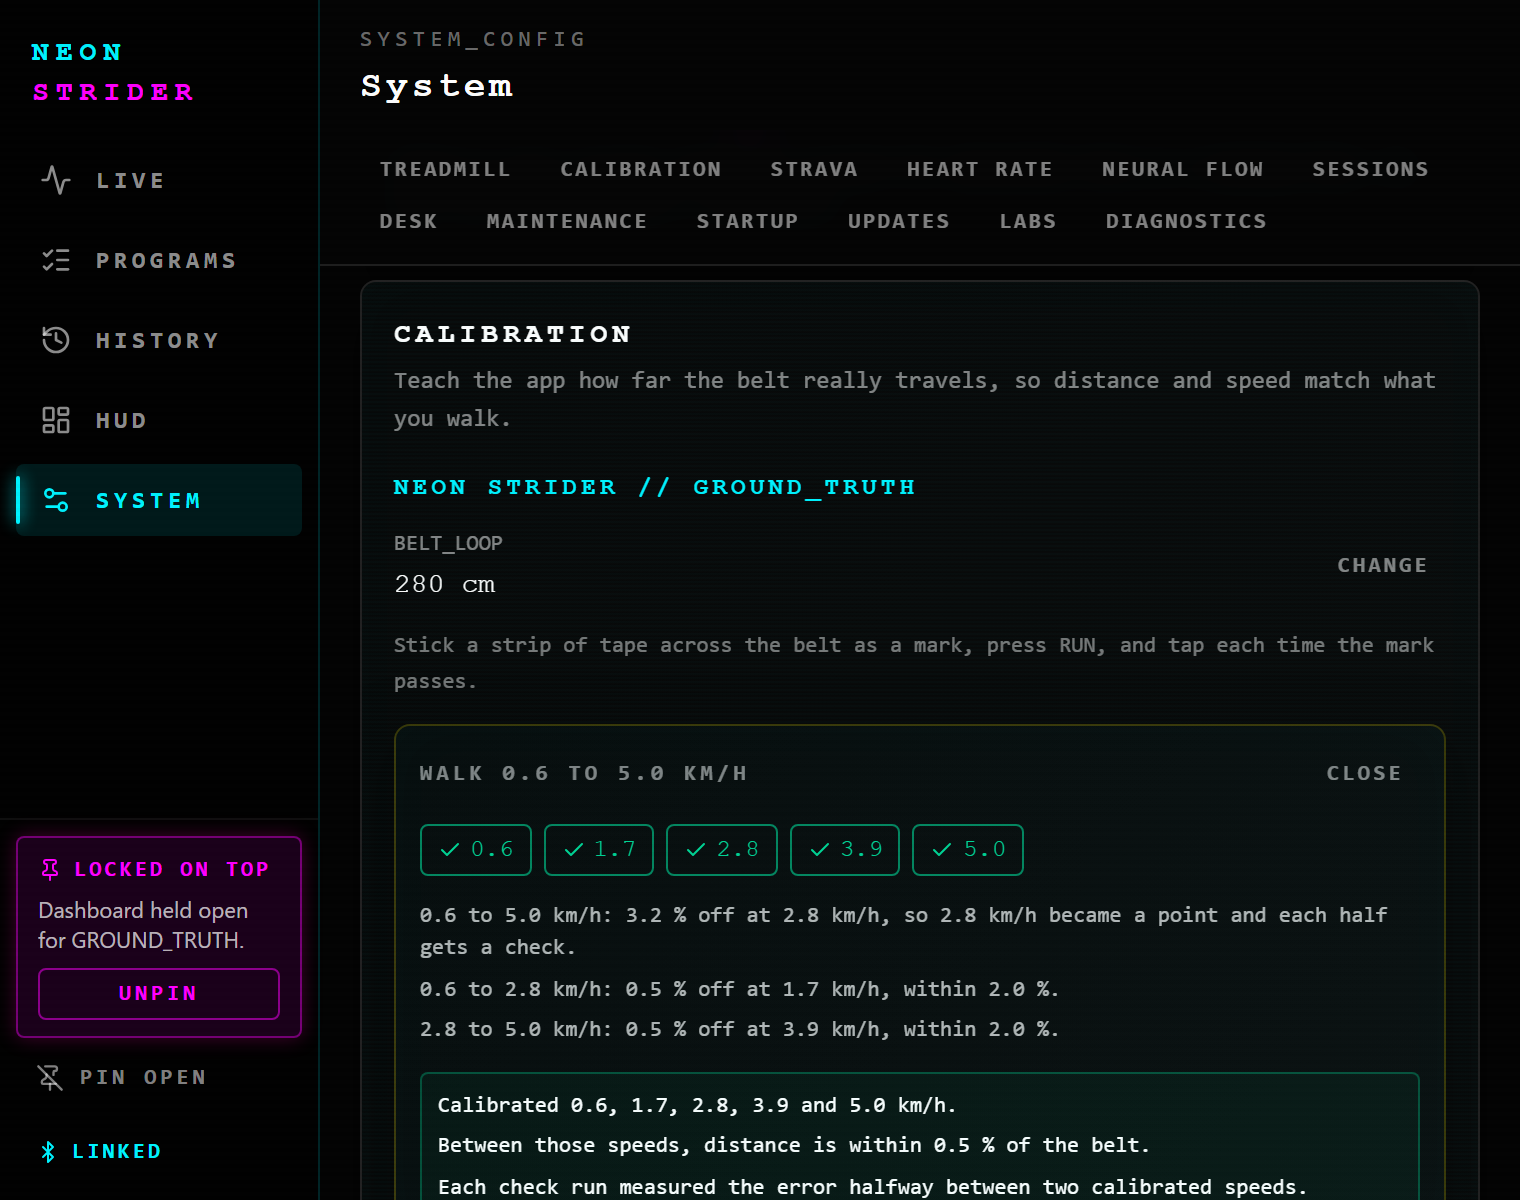 NEON
STRIDER
LIVE
PROGRAMS
HISTORY
HUD
SYSTEM
LOCKED ON TOP
Dashboard held open
for GROUND_TRUTH.
UNPIN
PIN OPEN
LINKED
SYSTEM_CONFIG
System
TREADMILL CALIBRATION STRAVA HEART RATE NEURAL FLOW SESSIONS
DESK MAINTENANCE STARTUP UPDATES LABS DIAGNOSTICS
CALIBRATION
Teach the app how far the belt really travels, so distance and speed match what
you walk.
NEON STRIDER // GROUND_TRUTH
BELT_LOOP
280 cm
CHANGE
Stick a strip of tape across the belt as a mark, press RUN, and tap each time the mark
passes.
WALK 0.6 TO 5.0 KM/H
CLOSE
0.6 1.7 2.8 3.9 5.0
0.6 to 5.0 km/h: 3.2 % off at 2.8 km/h, so 2.8 km/h became a point and each half
gets a check.
0.6 to 2.8 km/h: 0.5 % off at 1.7 km/h, within 2.0 %.
2.8 to 5.0 km/h: 0.5 % off at 3.9 km/h, within 2.0 %.
Calibrated 0.6, 1.7, 2.8, 3.9 and 5.0 km/h.
Between those speeds, distance is within 0.5 % of the belt.
Each check run measured the error halfway between two calibrated speeds.